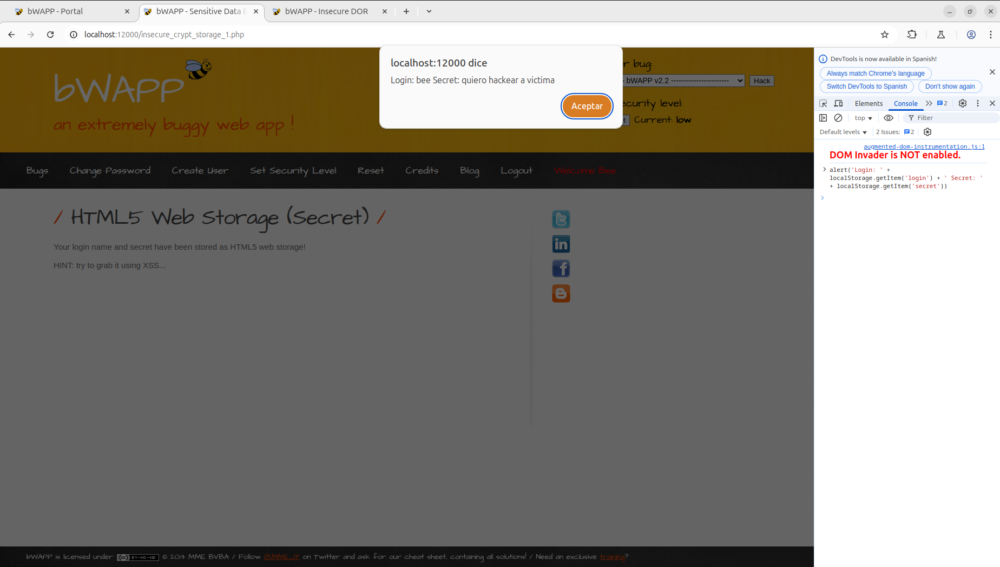 bWAPP - Portal
bWAPP - Sensitive Data E
bWAPP - Insecure DOR
localhost:12000/insecure_crypt_storage_1.php
localhost:12000 dice
Login: bee Secret: quiero hackear a victima
Aceptar
bWAPP
an extremely buggy web app !
r bug:
- bWAPP v2.2 -----------------------
Hack
ecurity level:
t
Current: low
Bugs
Change Password
Create User
Set Security Level
Reset
Credits
Blog
Logout
Welcome Bee
/ HTML5 Web Storage (Secret) /
Your login name and secret have been stored as HTML5 web storage!
HINT: try to grab it using XSS...
bWAPP is licensed under (cc) BY-NC-ND © 2014 MME BVBA / Follow @MME_IT on Twitter and ask for our cheat sheet, containing all solutions! / Need an exclusive training?
DevTools is now available in Spanish!
Always match Chrome's language
Switch DevTools to Spanish
Don't show again
Elements
Console
2
top
Filter
Default levels
2 Issues:
2
augmented-dom-instrumentation.js:1
DOM Invader is NOT enabled.
alert('Login: ' +
localStorage.getItem('login') + ' Secret: '
+ localStorage.getItem('secret'))